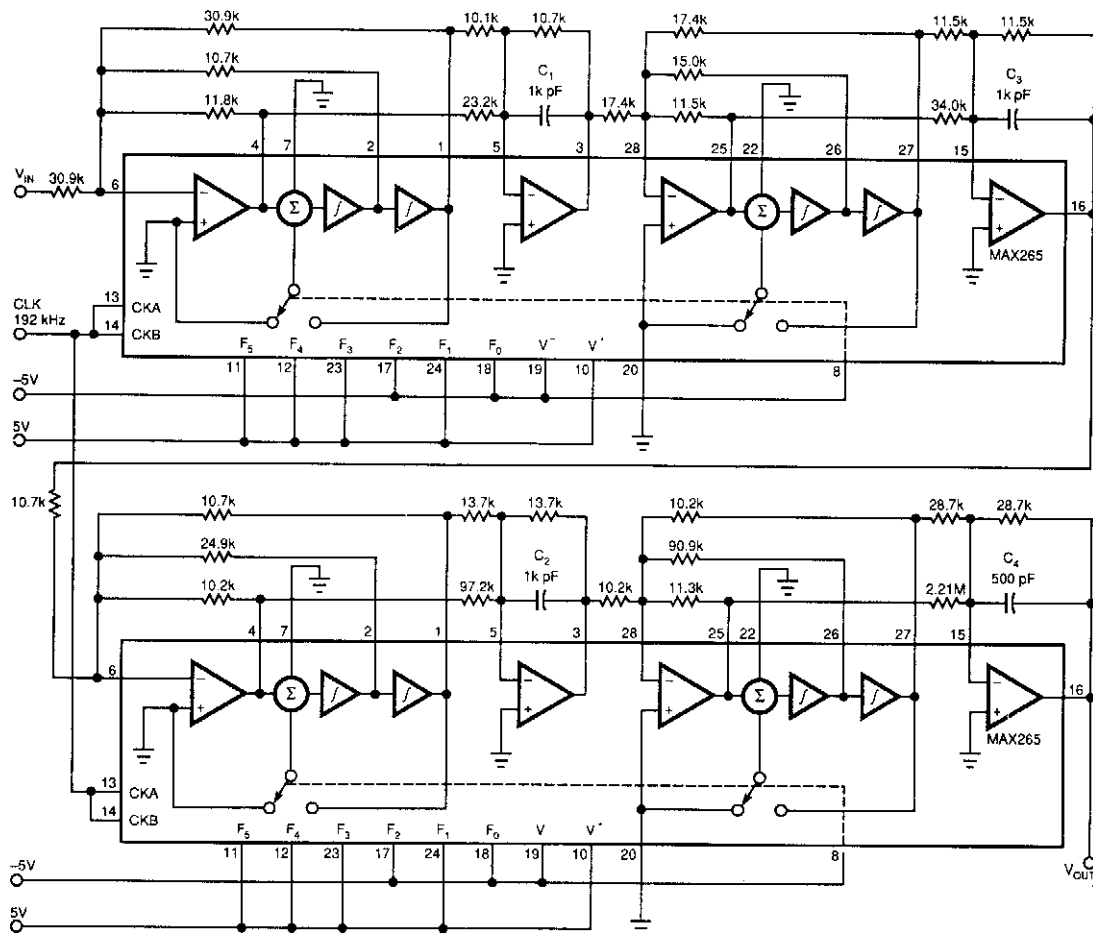 30.9k 10.1k 10.7k 17.4k 11.5k 11.5k
10.7k C1 15.0k C3
1k pF 1k pF
11.8k 23.2k 17.4k 11.5k 34.0k
4 7 2 1 5 3 28 25 22 26 27 15
VIN 30.9k 6 − Σ ∫ ∫ − − Σ ∫ ∫ −
+ + + + 16
MAX265
CLK 13 CKA
192 kHz 14 CKB
F5 F4 F3 F2 F1 F0 V− V+
11 12 23 17 24 18 19 10 20 8
−5V
5V
10.7k 10.7k 13.7k 13.7k 10.2k 28.7k 28.7k
24.9k C2 90.9k C4
1k pF 500 pF
10.2k 97.2k 10.2k 11.3k 2.21M
4 7 2 1 5 3 28 25 22 26 27 15
6 − Σ ∫ ∫ − − Σ ∫ ∫ − 16
+ + + +
MAX265
13 CKA
14 CKB
F5 F4 F3 F2 F1 F0 V V+
11 12 23 17 24 18 19 10 20 8
−5V VOUT
5V